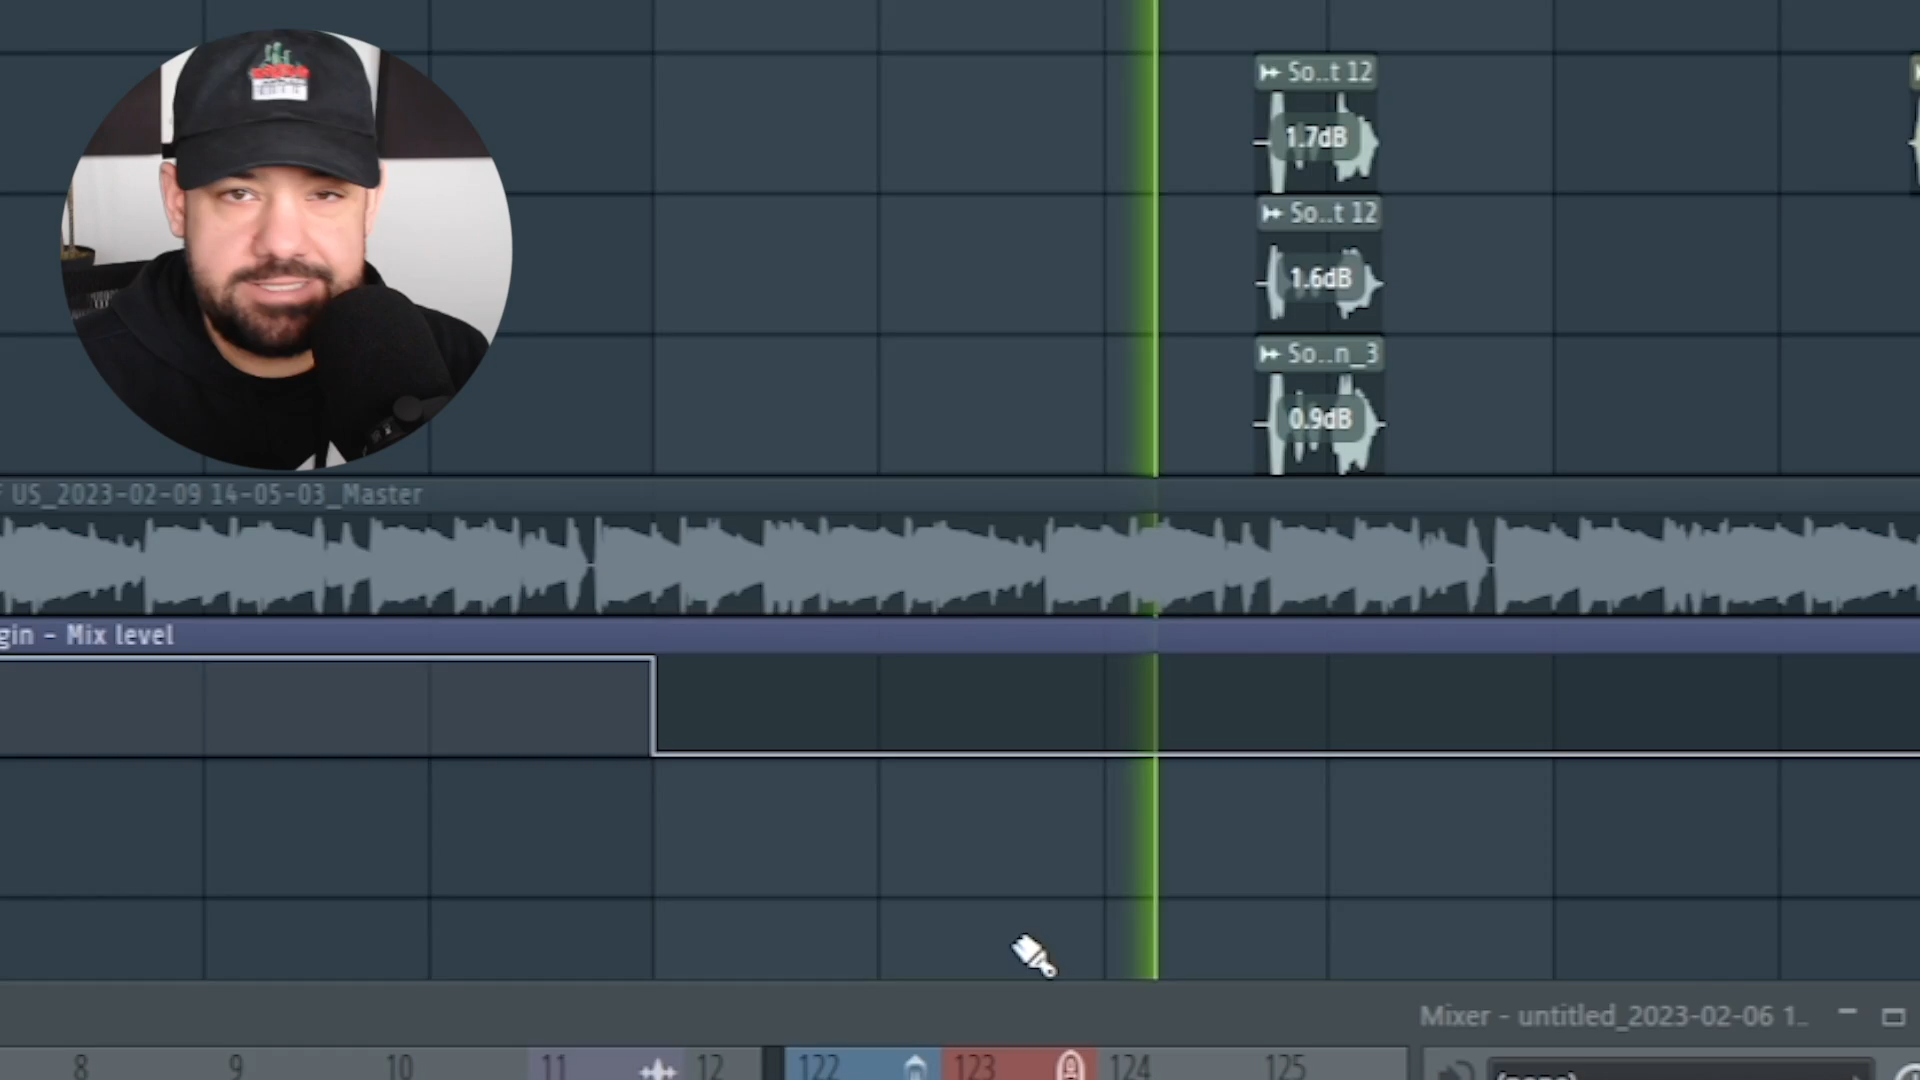 So..t 12
1.7dB
So..t 12
1.6dB
So..n_3
0.9dB
US_2023-02-09 14-05-03_Master
gin - Mix level
Mixer - untitled_2023-02-06 1..
8 9 10 11 12 122 123 124 125
(none)